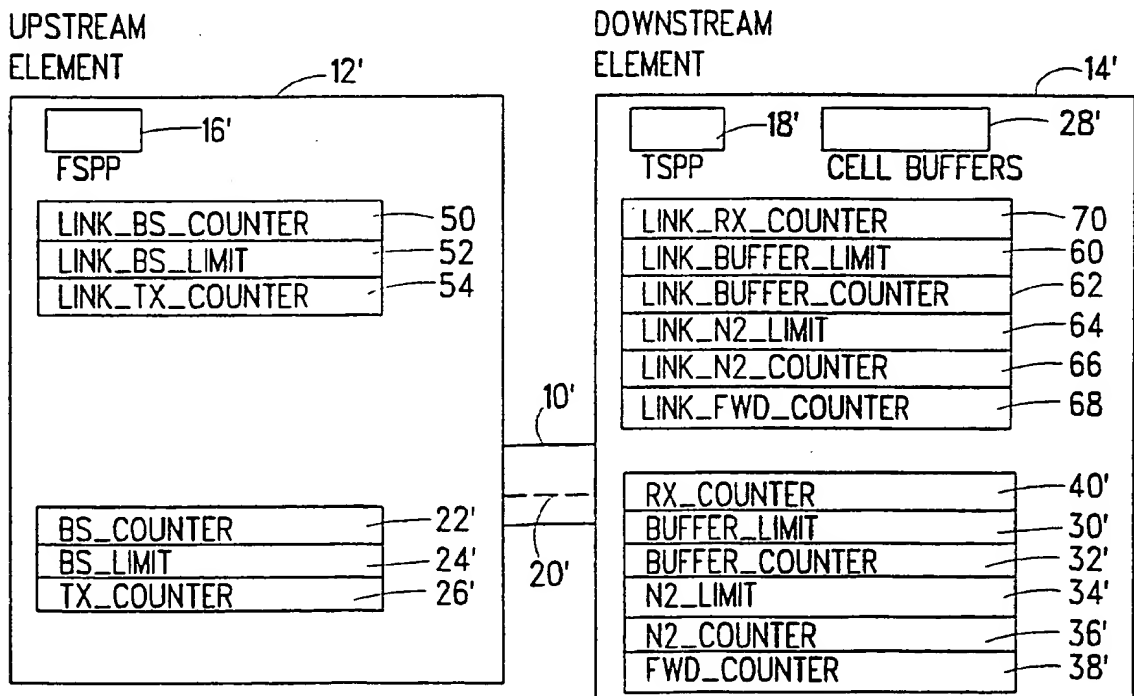 UPSTREAM
ELEMENT
12'
16'
FSPP
LINK_BS_COUNTER 50
LINK_BS_LIMIT 52
LINK_TX_COUNTER 54
BS_COUNTER 22'
BS_LIMIT 24'
TX_COUNTER 26'
10'
20'
DOWNSTREAM
ELEMENT
14'
18' 28'
TSPP CELL BUFFERS
LINK_RX_COUNTER 70
LINK_BUFFER_LIMIT 60
LINK_BUFFER_COUNTER 62
LINK_N2_LIMIT 64
LINK_N2_COUNTER 66
LINK_FWD_COUNTER 68
RX_COUNTER 40'
BUFFER_LIMIT 30'
BUFFER_COUNTER 32'
N2_LIMIT 34'
N2_COUNTER 36'
FWD_COUNTER 38'